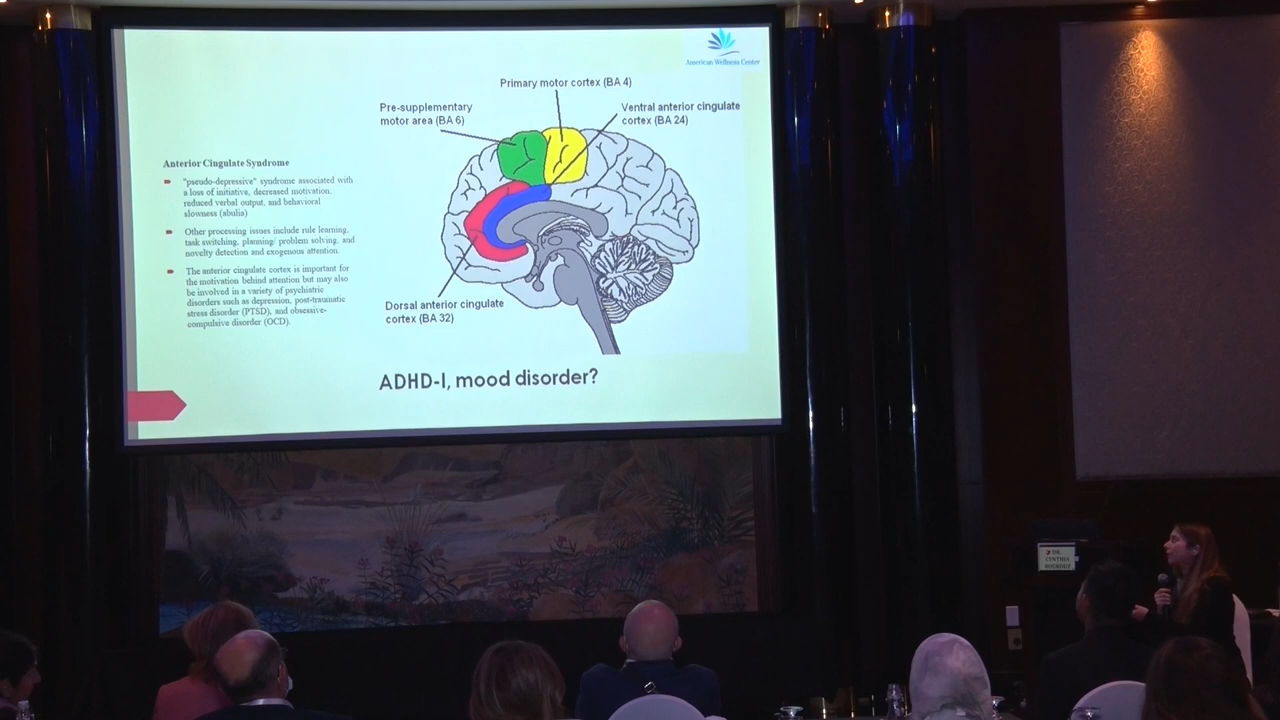 American Wellness Center
Primary motor cortex (BA 4)
Pre-supplementary
motor area (BA 6)
Ventral anterior cingulate
cortex (BA 24)
Anterior Cingulate Syndrome
"pseudo-depressive" syndrome associated with
a loss of initiative, decreased motivation,
reduced verbal output, and behavioral
slowness (abulia)
Other processing issues include rule learning,
task switching, planning/ problem solving, and
novelty detection and exogenous attention.
The anterior cingulate cortex is important for
the motivation behind attention but may also
be involved in a variety of psychiatric
disorders such as depression, post-traumatic
stress disorder (PTSD), and obsessive-
compulsive disorder (OCD).
Dorsal anterior cingulate
cortex (BA 32)
ADHD-I, mood disorder?
DR.
CYNTHIA